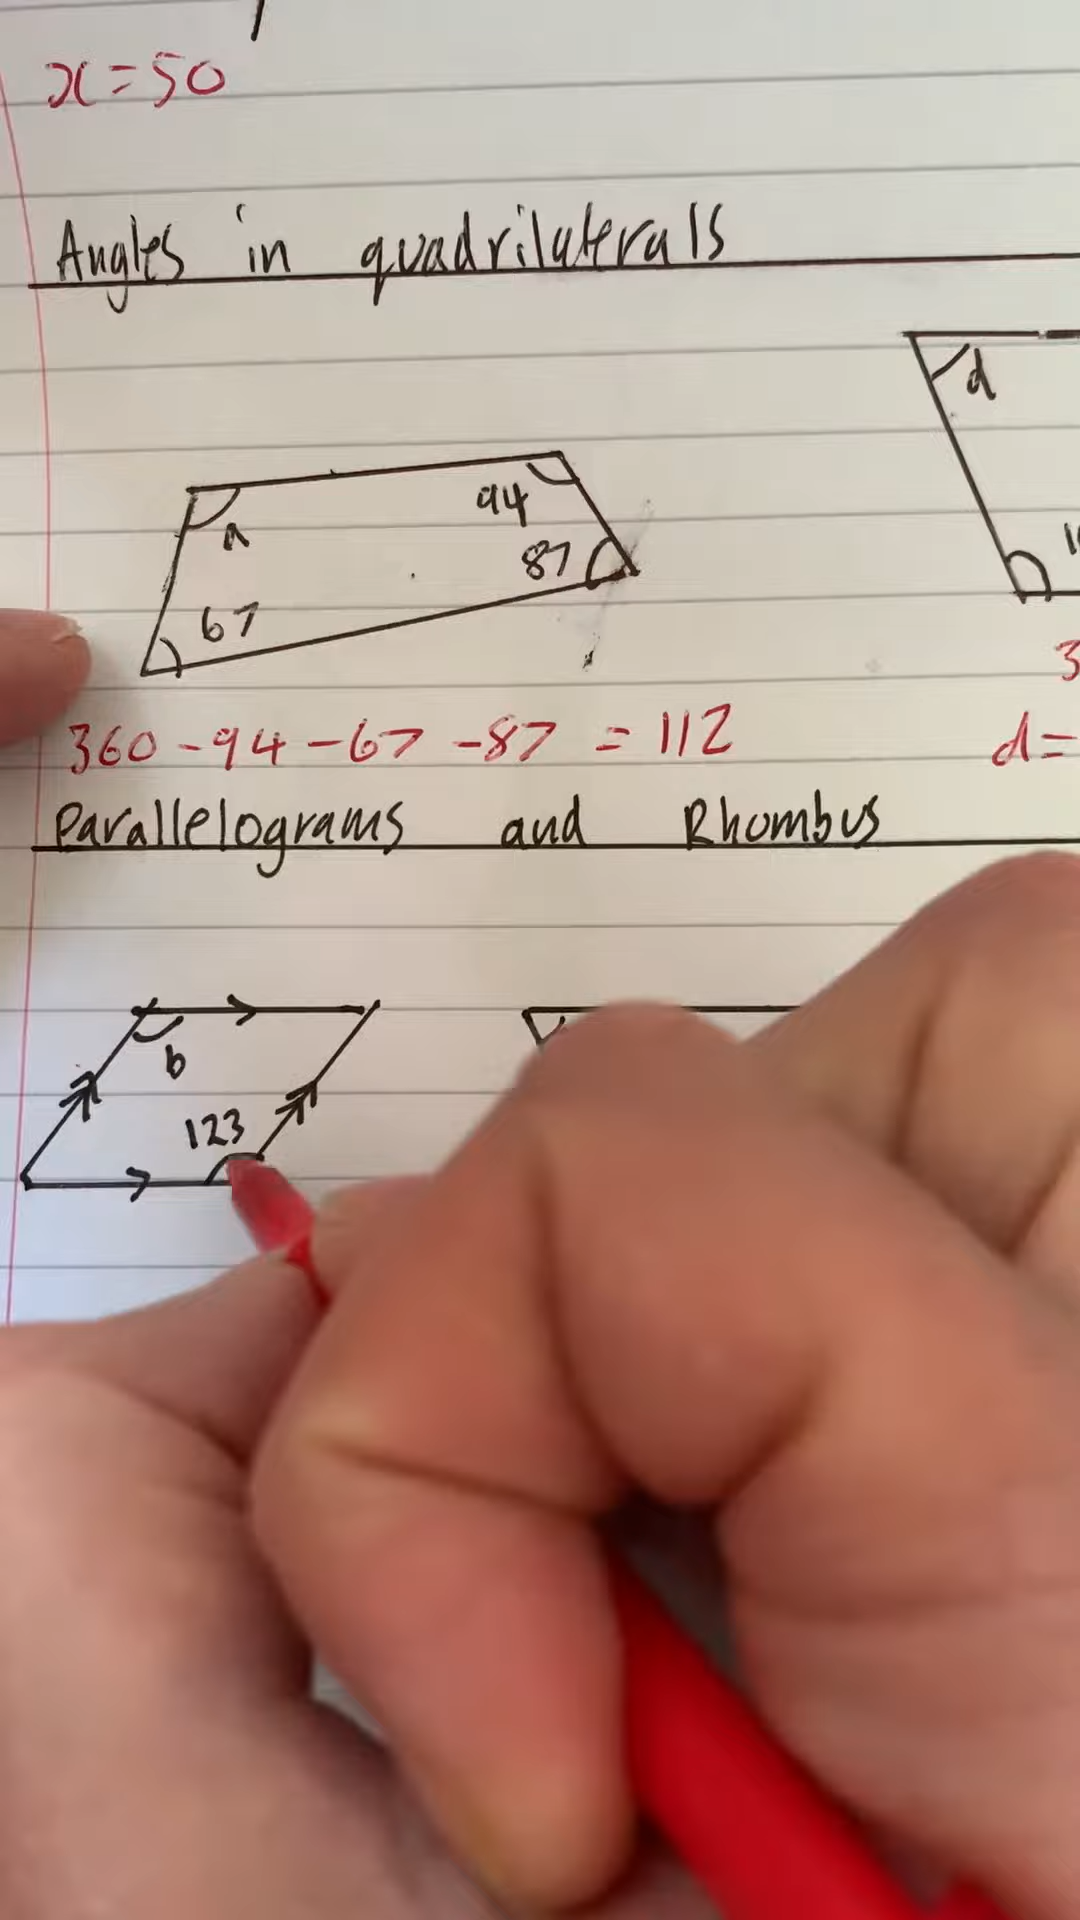 x=50
Angles in quadrilaterals
d
94
a
87
67
360 - 94 - 67 - 87 = 112
d=
Parallelograms and Rhombus
b
123